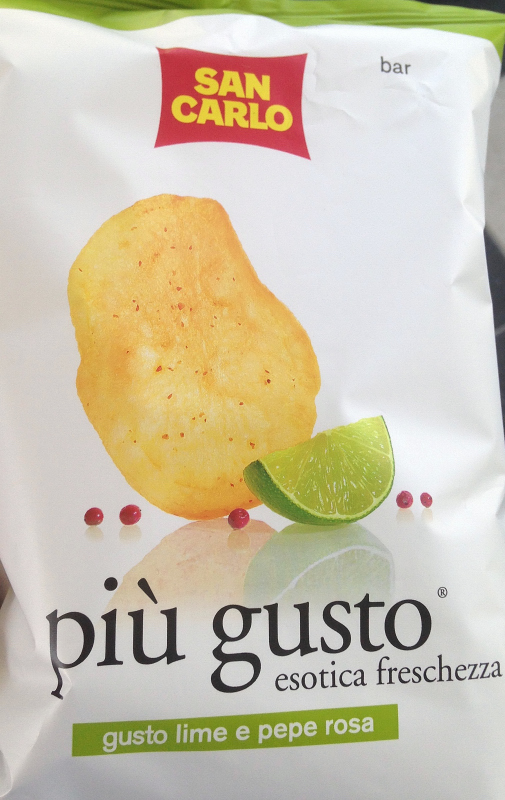 SAN
CARLO
bar
più gusto®
esotica freschezza
gusto lime e pepe rosa